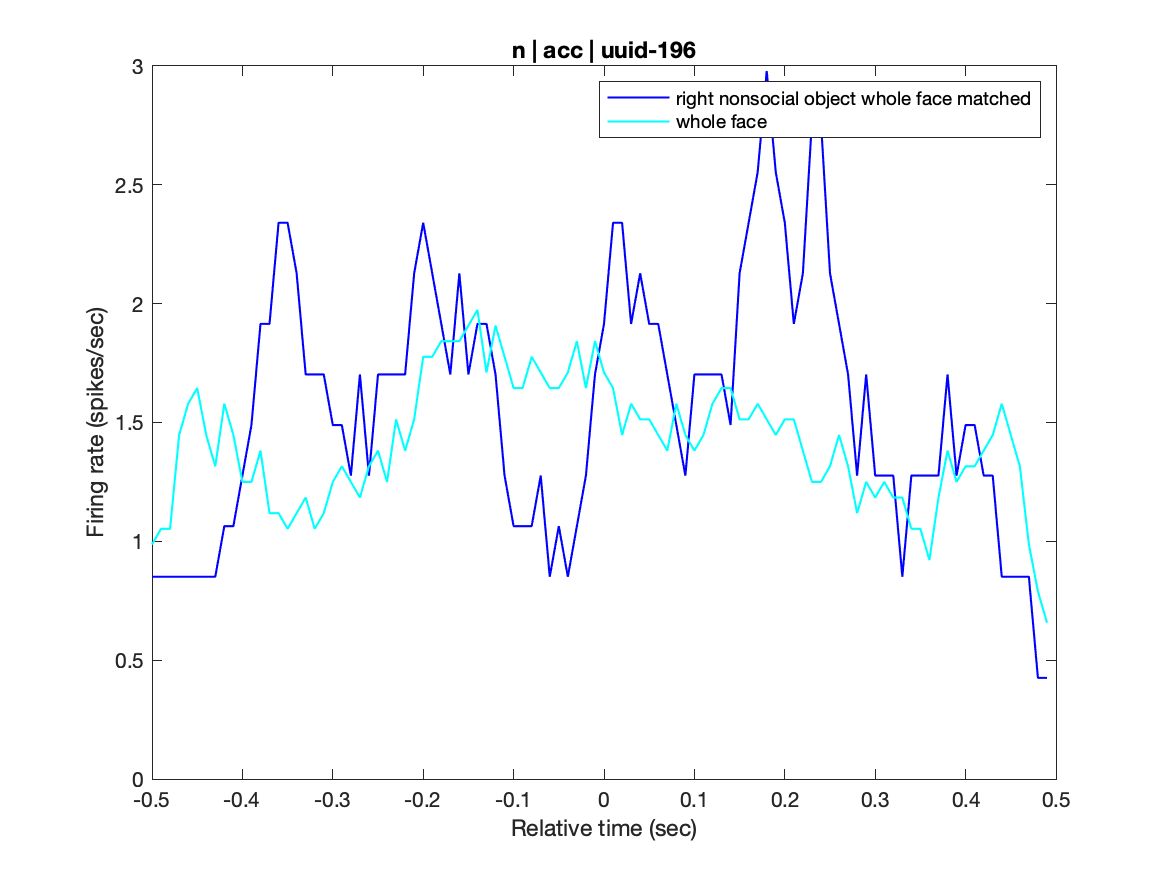 n | acc | uuid-196
3
right nonsocial object whole face matched
whole face
2.5
2
1.5
1
0.5
0
-0.5 -0.4 -0.3 -0.2 -0.1 0 0.1 0.2 0.3 0.4 0.5
Firing rate (spikes/sec)
Relative time (sec)